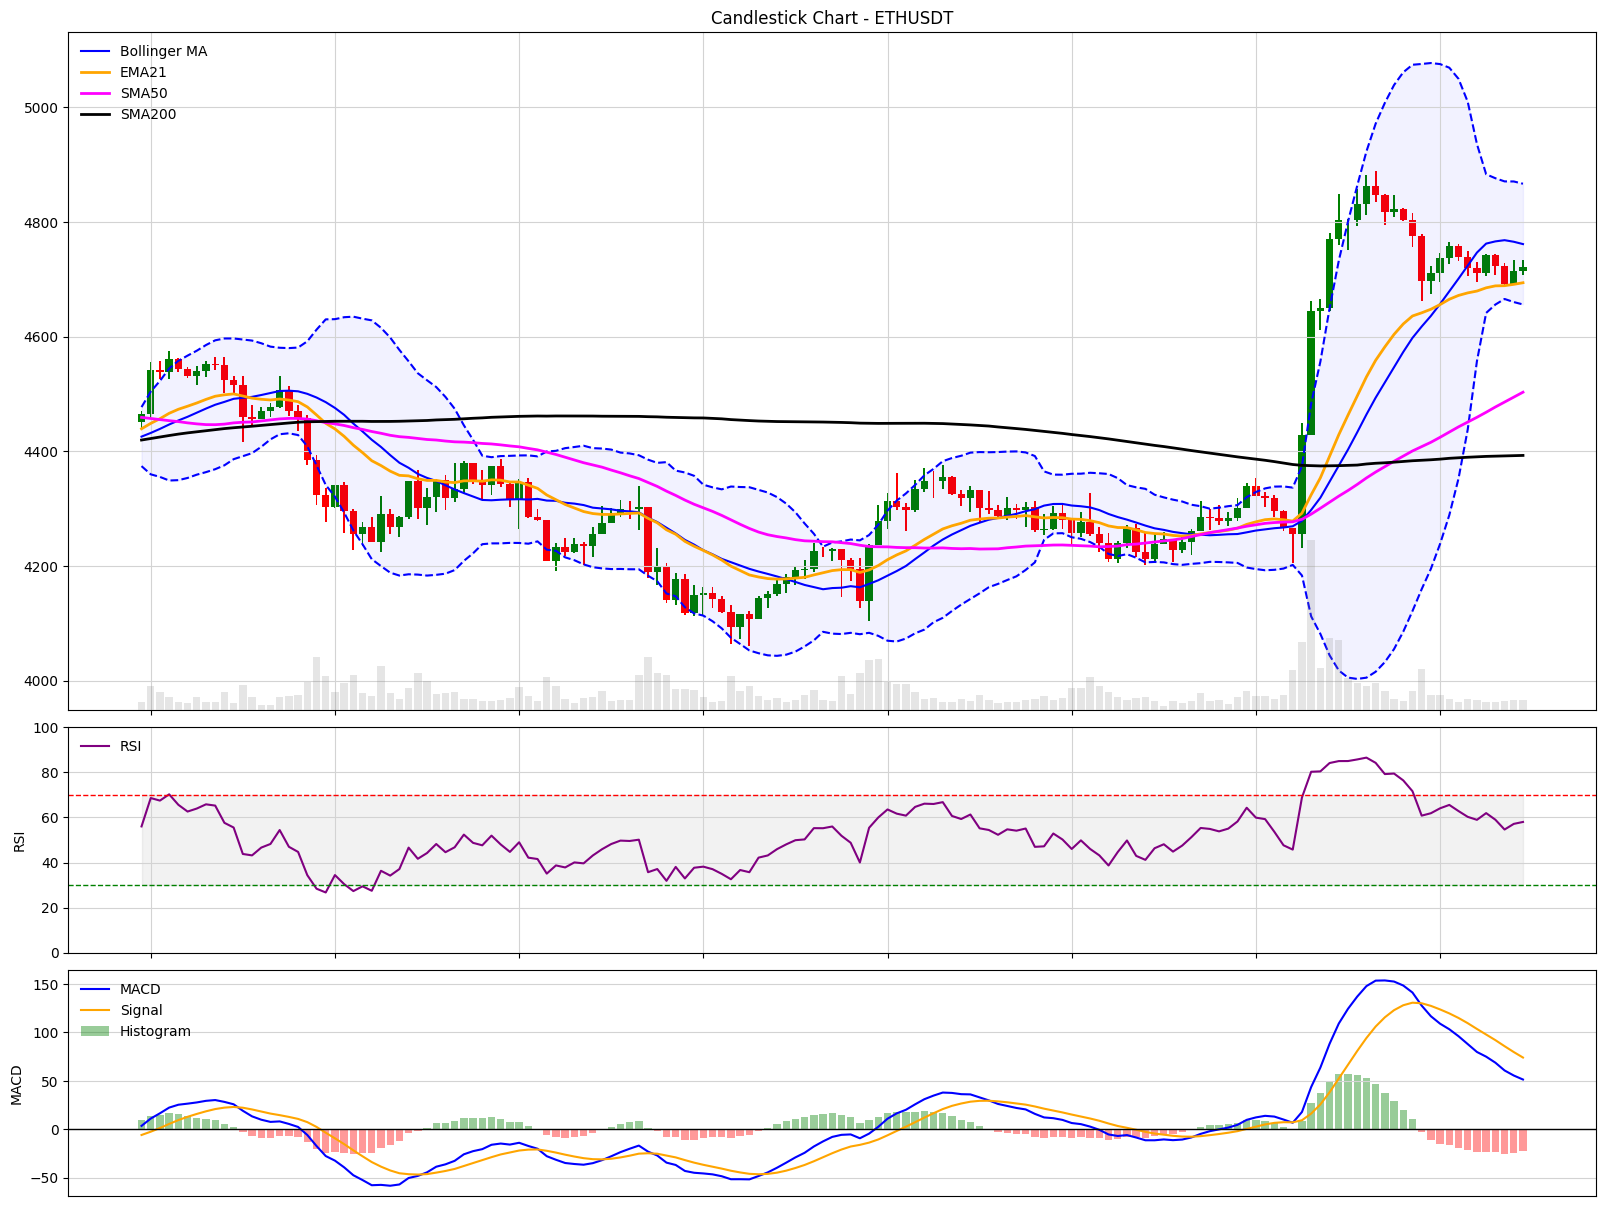 Candlestick Chart - ETHUSDT
Bollinger MA
EMA21
SMA50
SMA200
5000
4800
4600
4400
4200
4000
100
80
60
40
20
0
RSI
RSI
150
100
50
0
−50
MACD
MACD
Signal
Histogram